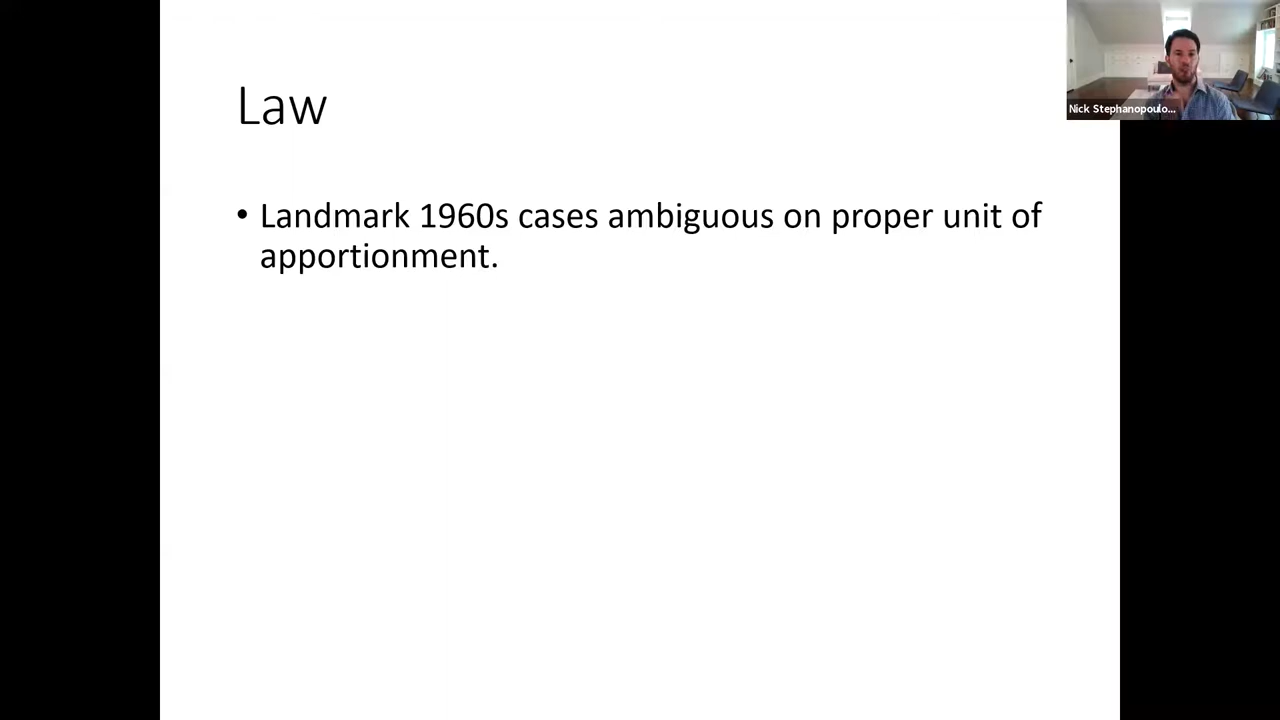 Law
Nick Stephanopoulo...
• Landmark 1960s cases ambiguous on proper unit of
apportionment.